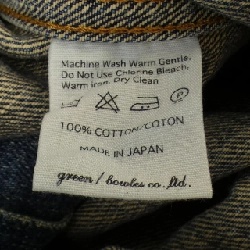 Machine Wash Warm Gentle.
Do Not Use Chlorine Bleach.
Warm iron. Dry Clean
P
100% COTTON/COTON
MADE IN JAPAN
green / bowles co.,ltd.